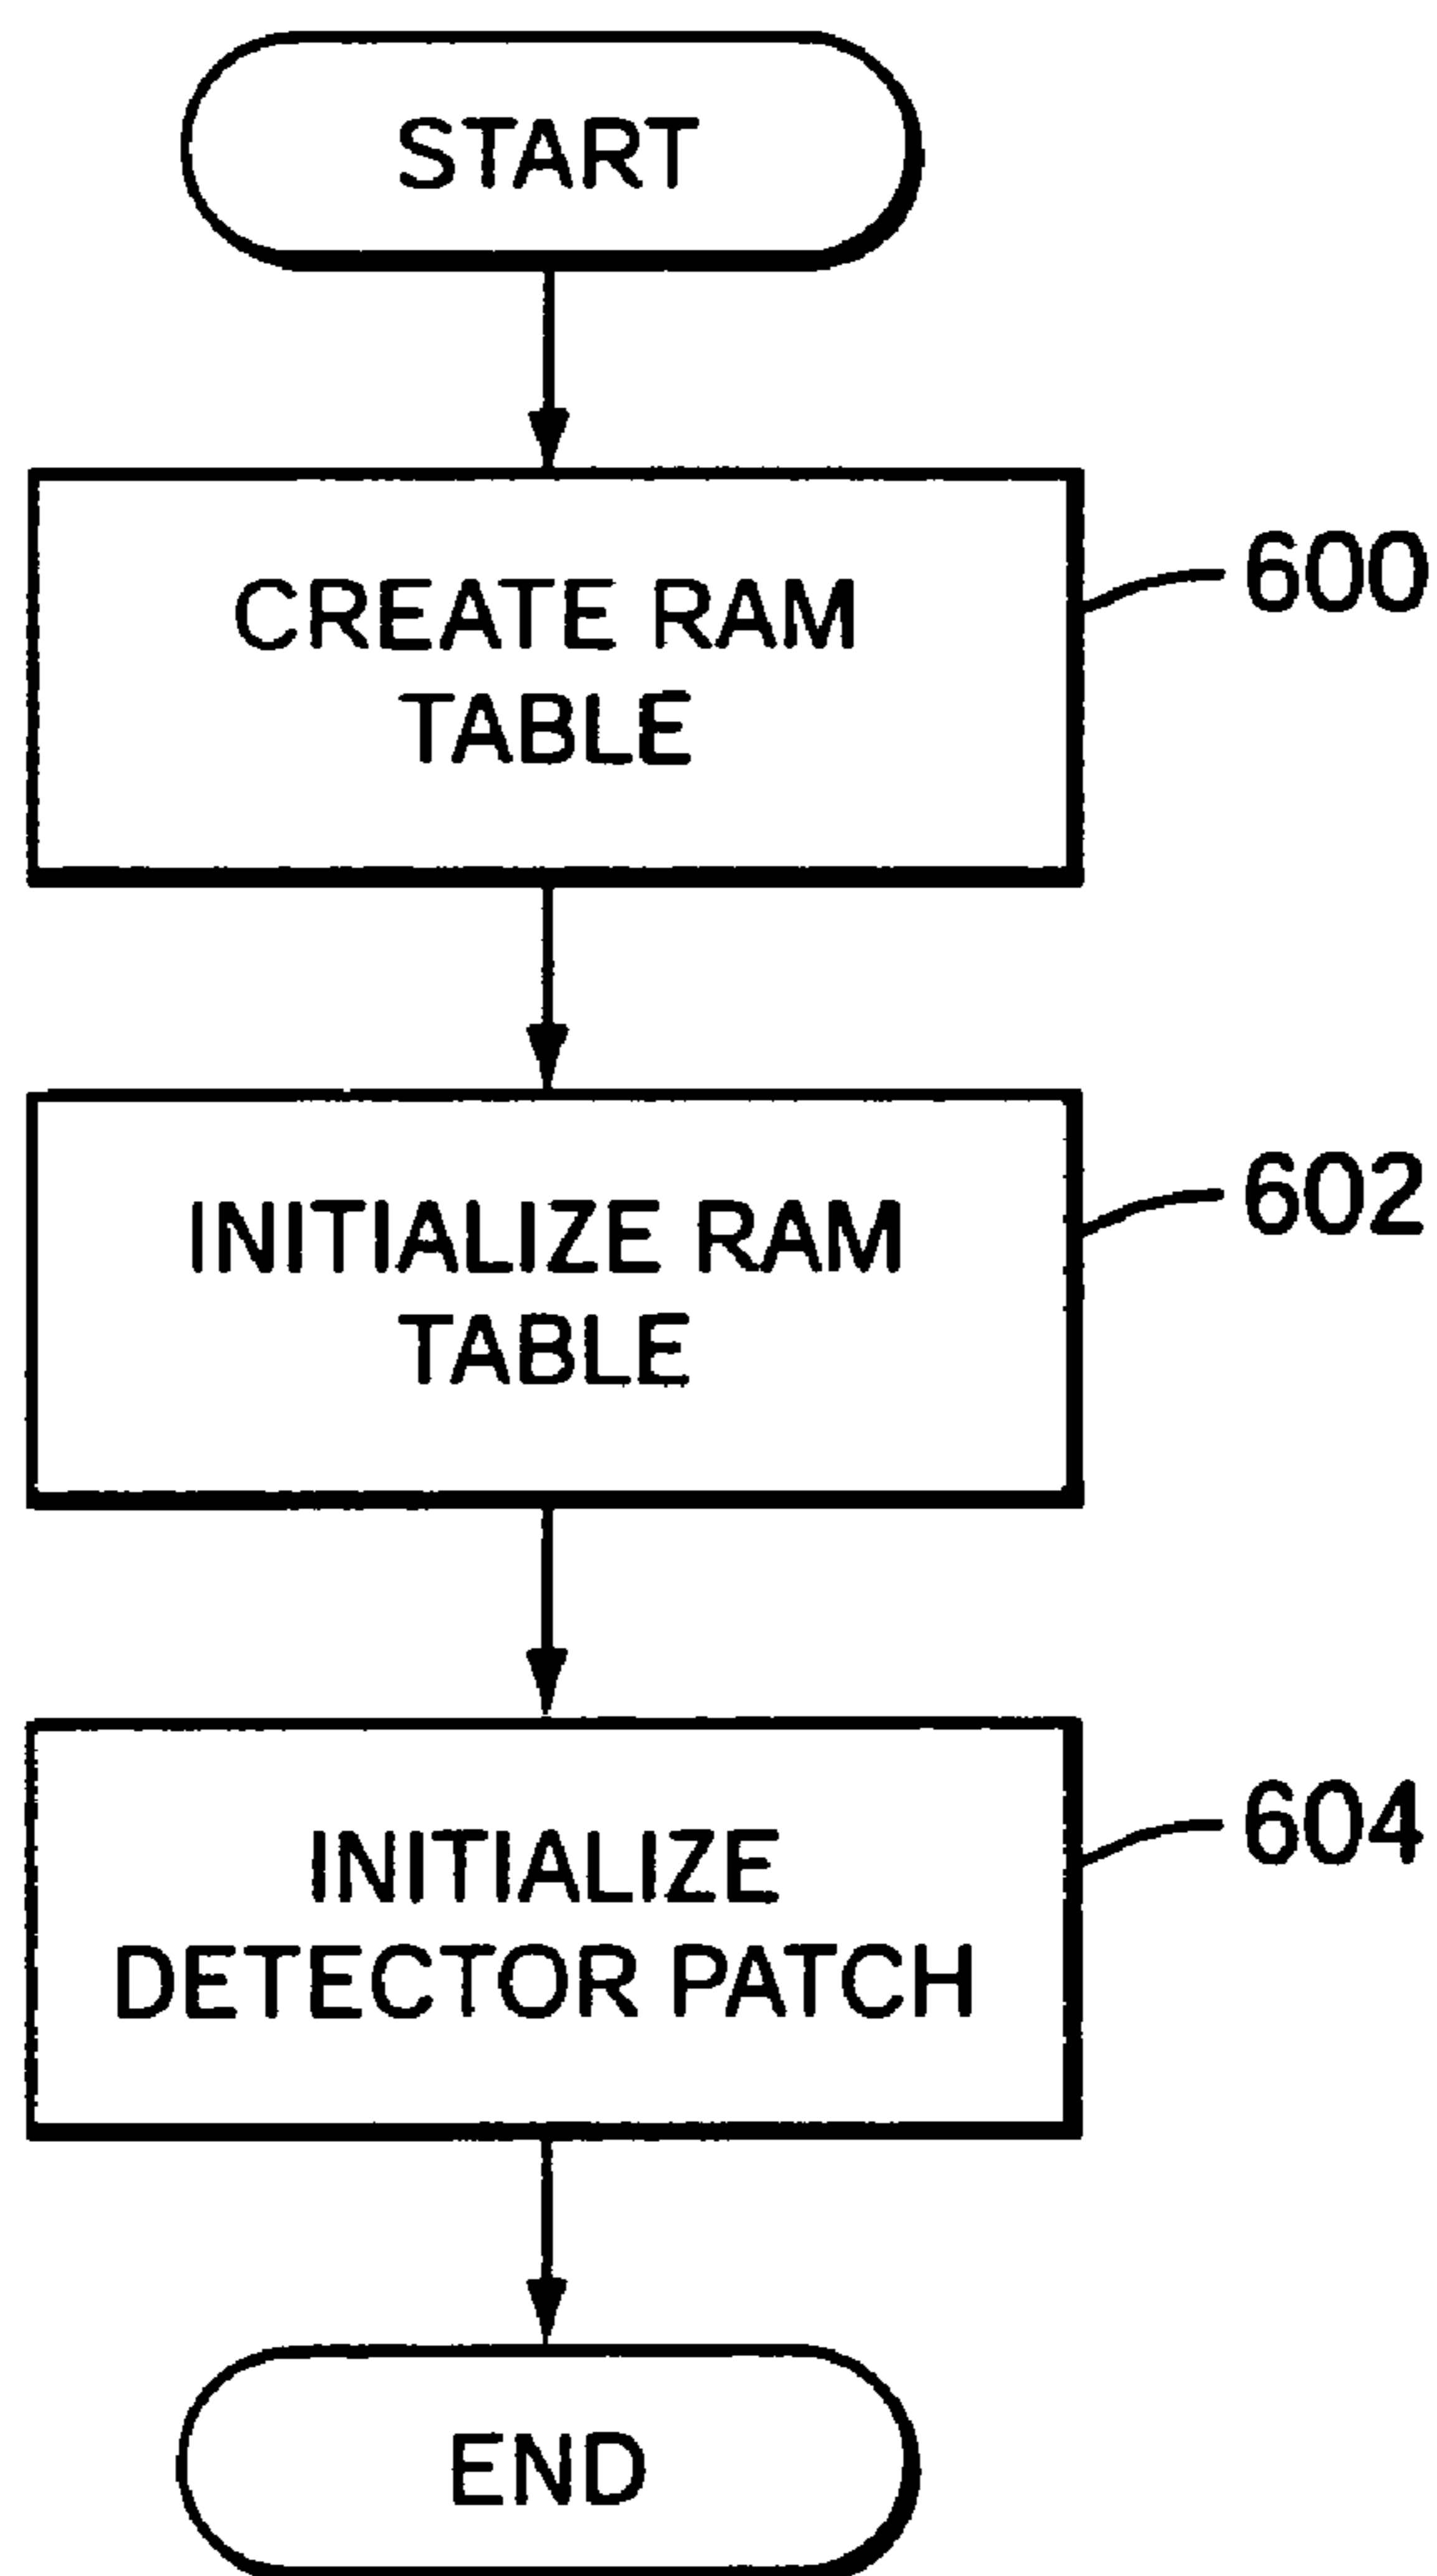 START
CREATE RAM
TABLE
600
INITIALIZE RAM
TABLE
602
INITIALIZE
DETECTOR PATCH
604
END